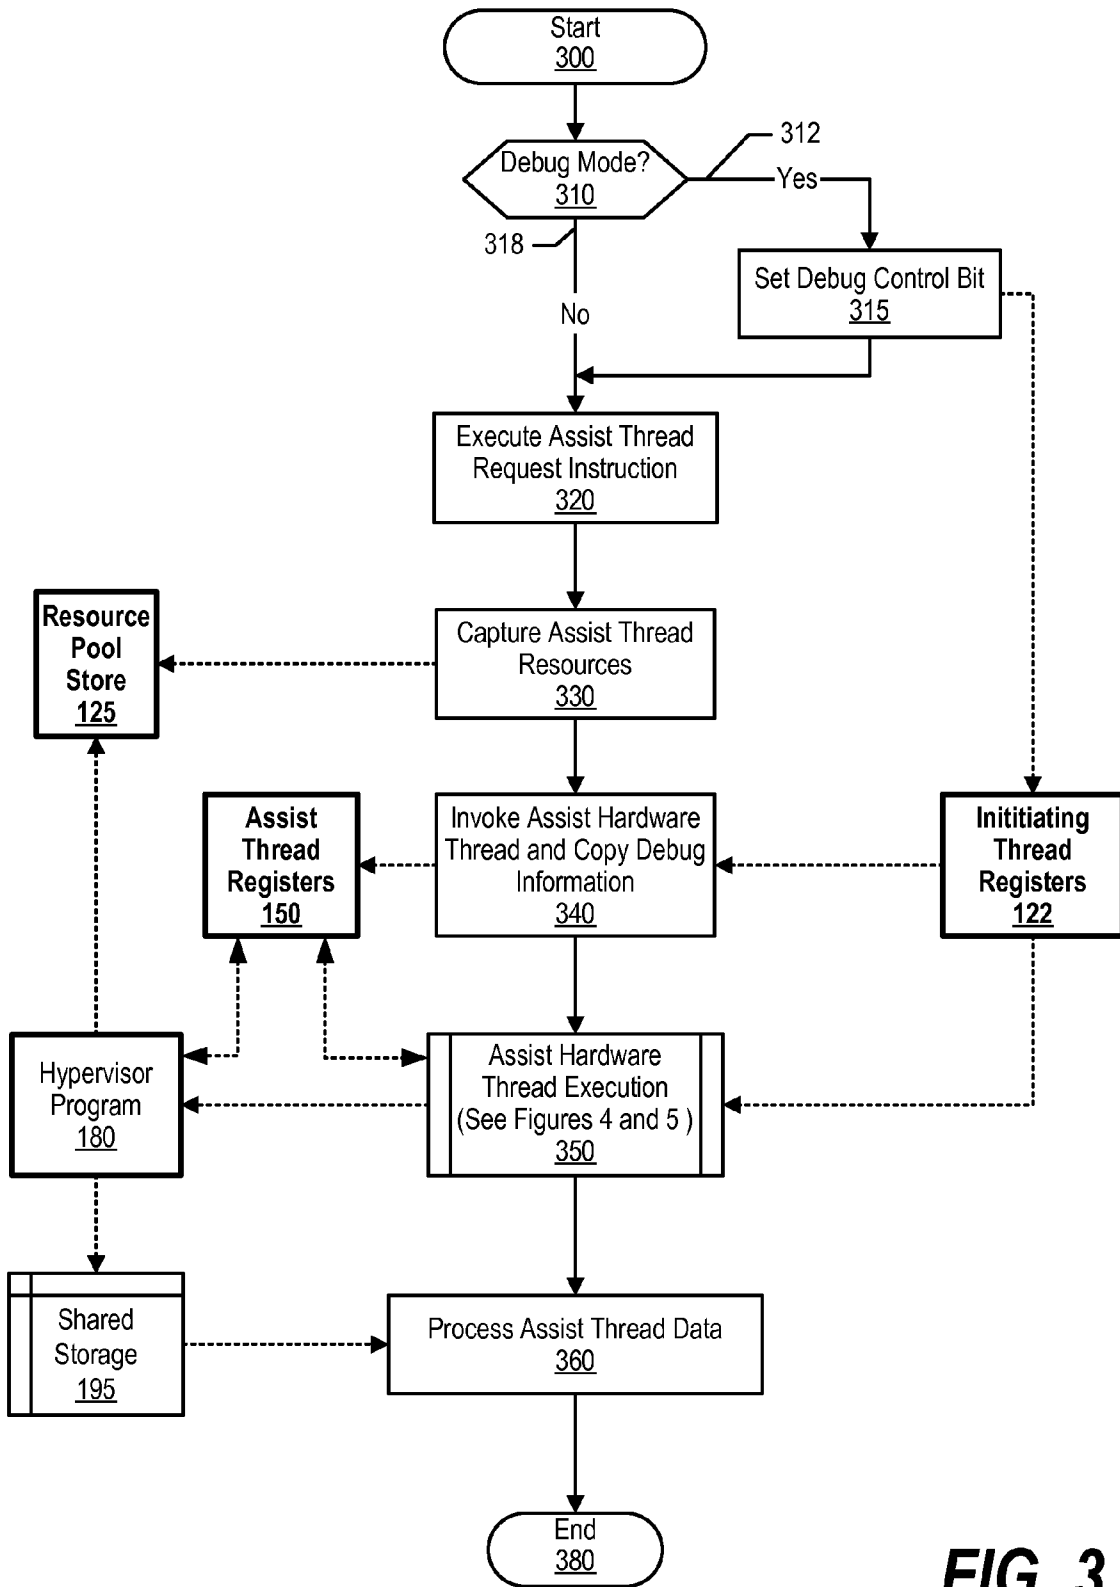 Start
300
Debug Mode?
310
312
Yes
318
No
Set Debug Control Bit
315
Execute Assist Thread
Request Instruction
320
Resource
Pool
Store
125
Capture Assist Thread
Resources
330
Assist
Thread
Registers
150
Invoke Assist Hardware
Thread and Copy Debug
Information
340
Inititiating
Thread
Registers
122
Hypervisor
Program
180
Assist Hardware
Thread Execution
(See Figures 4 and 5 )
350
Shared
Storage
195
Process Assist Thread Data
360
End
380
FIG. 3